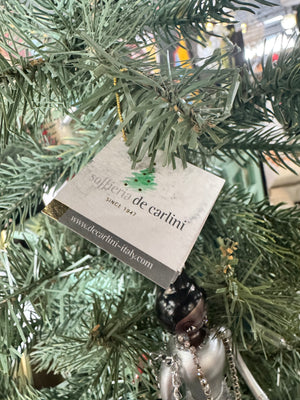 soffieria de carlini
SINCE 1947
www.decarlini-italy.com